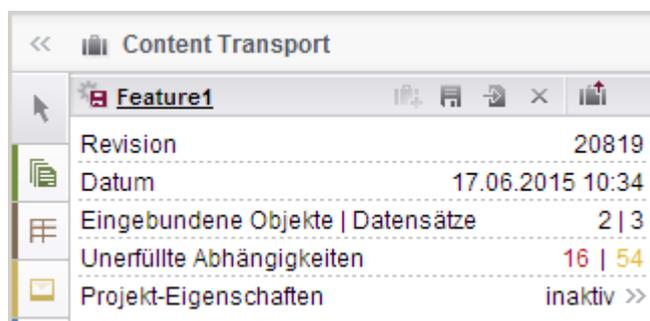 Content Transport
Feature1
Revision 20819
Datum 17.06.2015 10:34
Eingebundene Objekte | Datensätze 2 | 3
Unerfüllte Abhängigkeiten 16 | 54
Projekt-Eigenschaften inaktiv >>